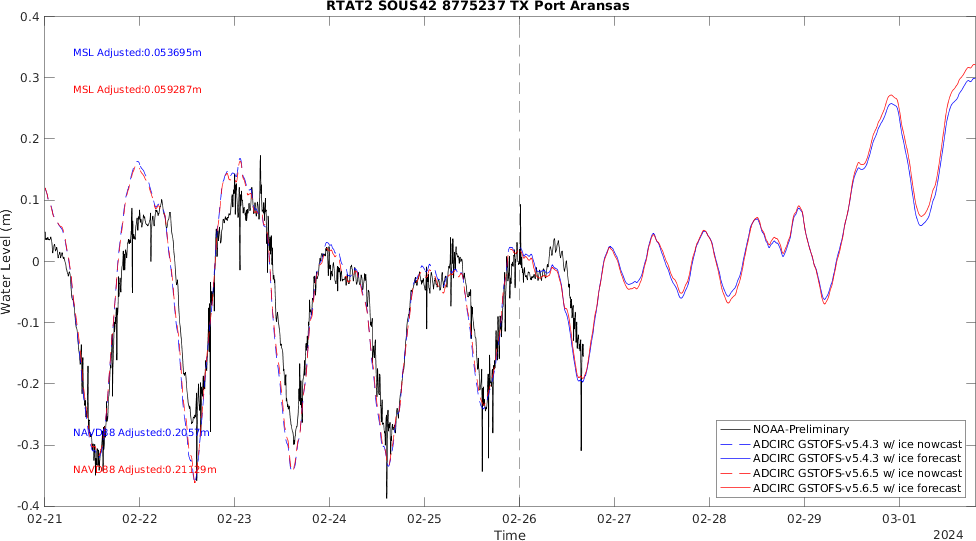 RTAT2 SOUS42 8775237 TX Port Aransas
0.4
0.3
0.2
0.1
0
-0.1
-0.2
-0.3
-0.4
Water Level (m)
MSL Adjusted:0.053695m
MSL Adjusted:0.059287m
NAVD88 Adjusted:0.2057m
NAVD88 Adjusted:0.21129m
NOAA-Preliminary
ADCIRC GSTOFS-v5.4.3 w/ ice nowcast
ADCIRC GSTOFS-v5.4.3 w/ ice forecast
ADCIRC GSTOFS-v5.6.5 w/ ice nowcast
ADCIRC GSTOFS-v5.6.5 w/ ice forecast
02-21 02-22 02-23 02-24 02-25 02-26 02-27 02-28 02-29 03-01
Time
2024